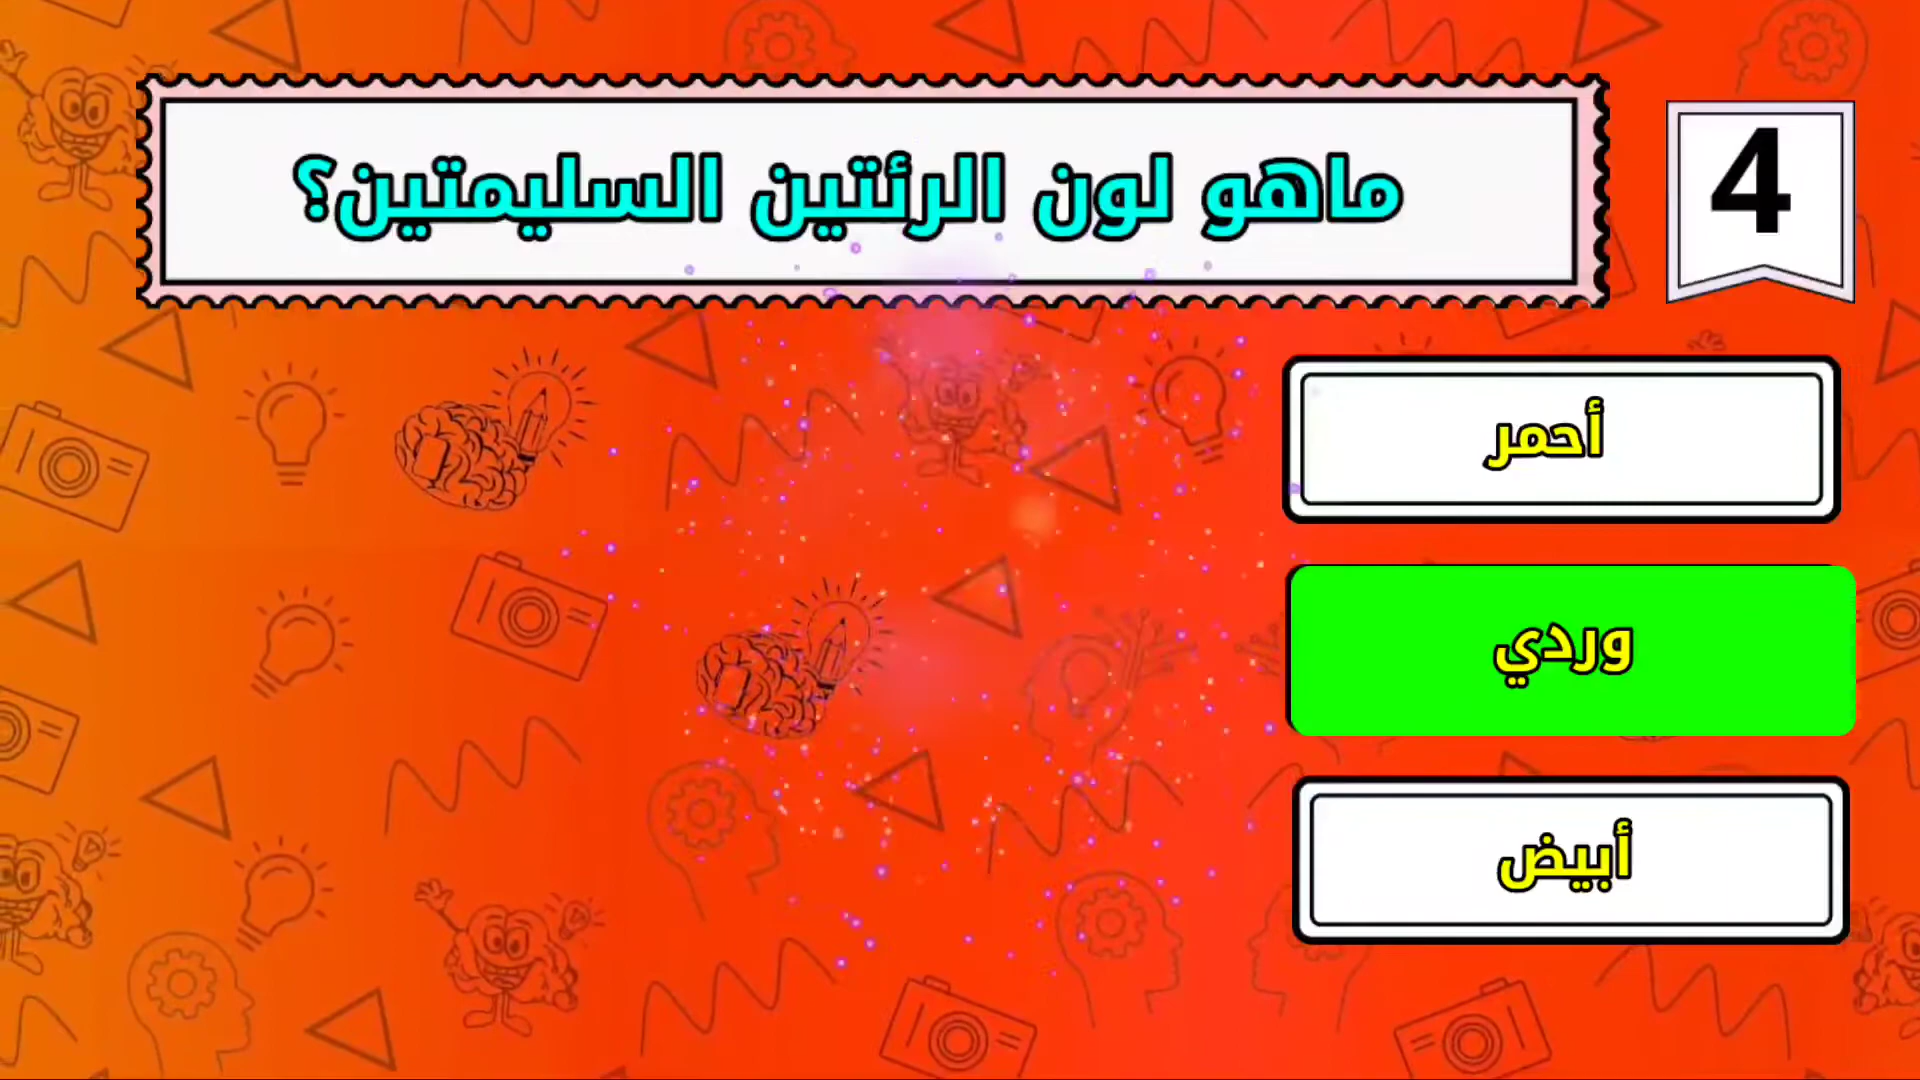 ماهو لون الرئتين السليمتين؟
4
أحمر
وردي
أبيض